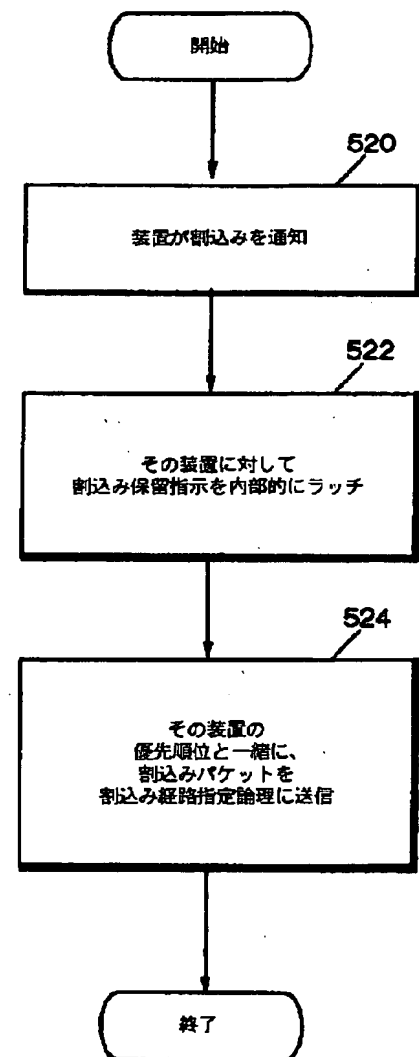 開始
520
装置が割込みを通知
522
その装置に対して
割込み保留指示を内部的にラッチ
524
その装置の
優先順位と一緒に、
割込みパケットを
割込み経路指定論理に送信
終了